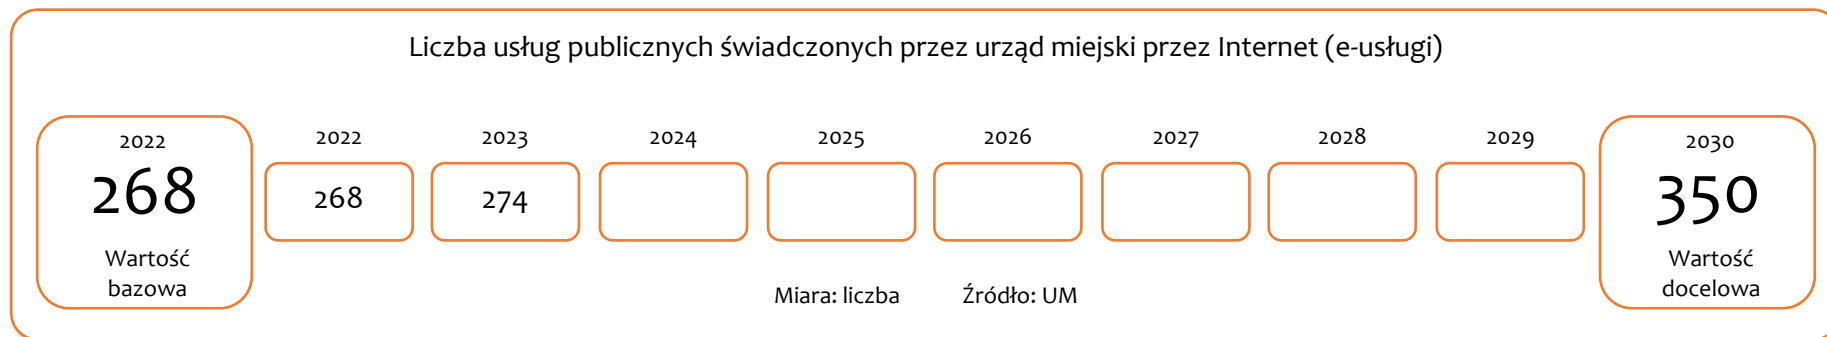 Liczba usług publicznych świadczonych przez urząd miejski przez Internet (e-usługi)
2022
268
Wartość
bazowa
2022
268
2023
274
2024
2025
2026
2027
2028
2029
2030
350
Wartość
docelowa
Miara: liczba
Źródło: UM